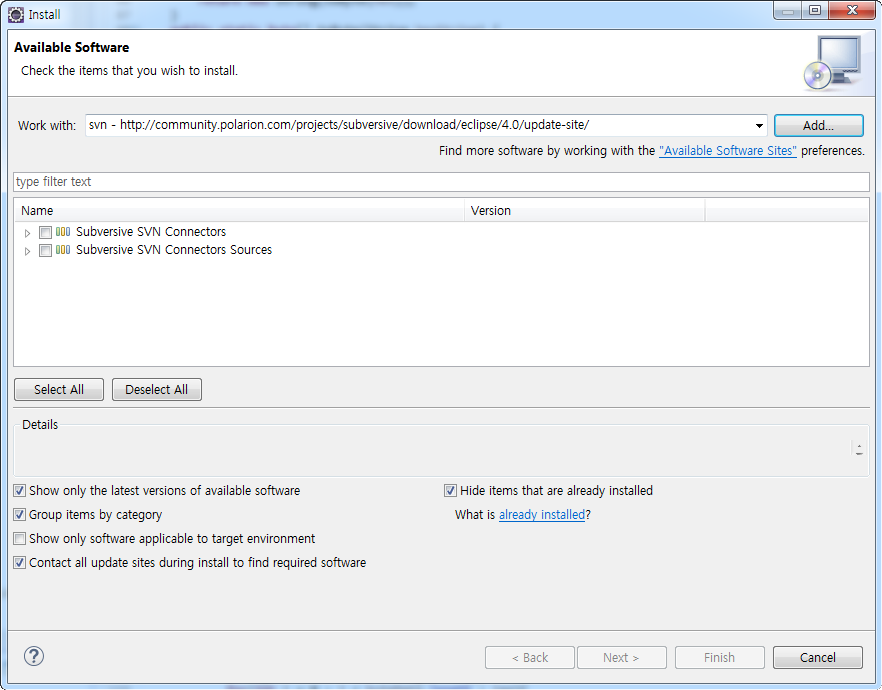 Install
Available Software
Check the items that you wish to install.
Work with: svn - http://community.polarion.com/projects/subversive/download/eclipse/4.0/update-site/ Add...
Find more software by working with the "Available Software Sites" preferences.
type filter text
Name Version
Subversive SVN Connectors
Subversive SVN Connectors Sources
Select All Deselect All
Details
Show only the latest versions of available software Hide items that are already installed
Group items by category What is already installed?
Show only software applicable to target environment
Contact all update sites during install to find required software
? < Back Next > Finish Cancel